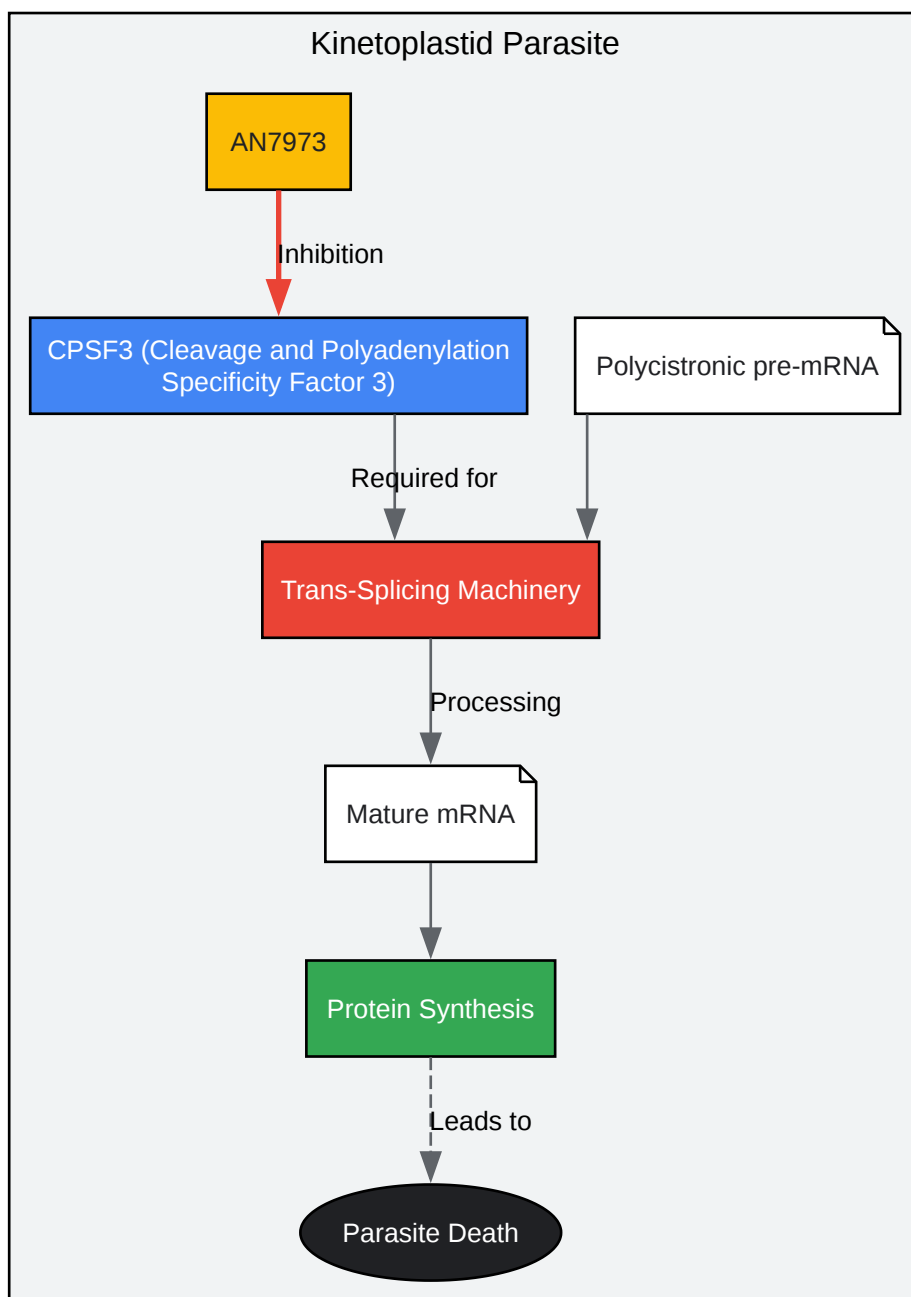 Kinetoplastid Parasite
AN7973
Inhibition
CPSF3 (Cleavage and Polyadenylation
Specificity Factor 3)
Polycistronic pre-mRNA
Required for
Trans-Splicing Machinery
Processing
Mature mRNA
Protein Synthesis
Leads to
Parasite Death